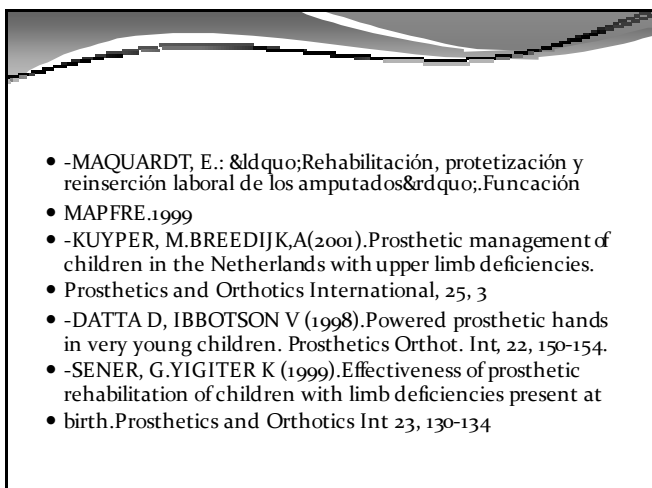 • -MAQUARDT, E.: &ldquo;Rehabilitación, protetización y
reinserción laboral de los amputados&rdquo;.Funcación
• MAPFRE.1999
• -KUYPER, M.BREEDIJK,A(2001).Prosthetic management of
children in the Netherlands with upper limb deficiencies.
• Prosthetics and Orthotics International, 25, 3
• -DATTA D, IBBOTSON V (1998).Powered prosthetic hands
in very young children. Prosthetics Orthot. Int, 22, 150-154.
• -SENER, G.YIGITER K (1999).Effectiveness of prosthetic
rehabilitation of children with limb deficiencies present at
• birth.Prosthetics and Orthotics Int 23, 130-134